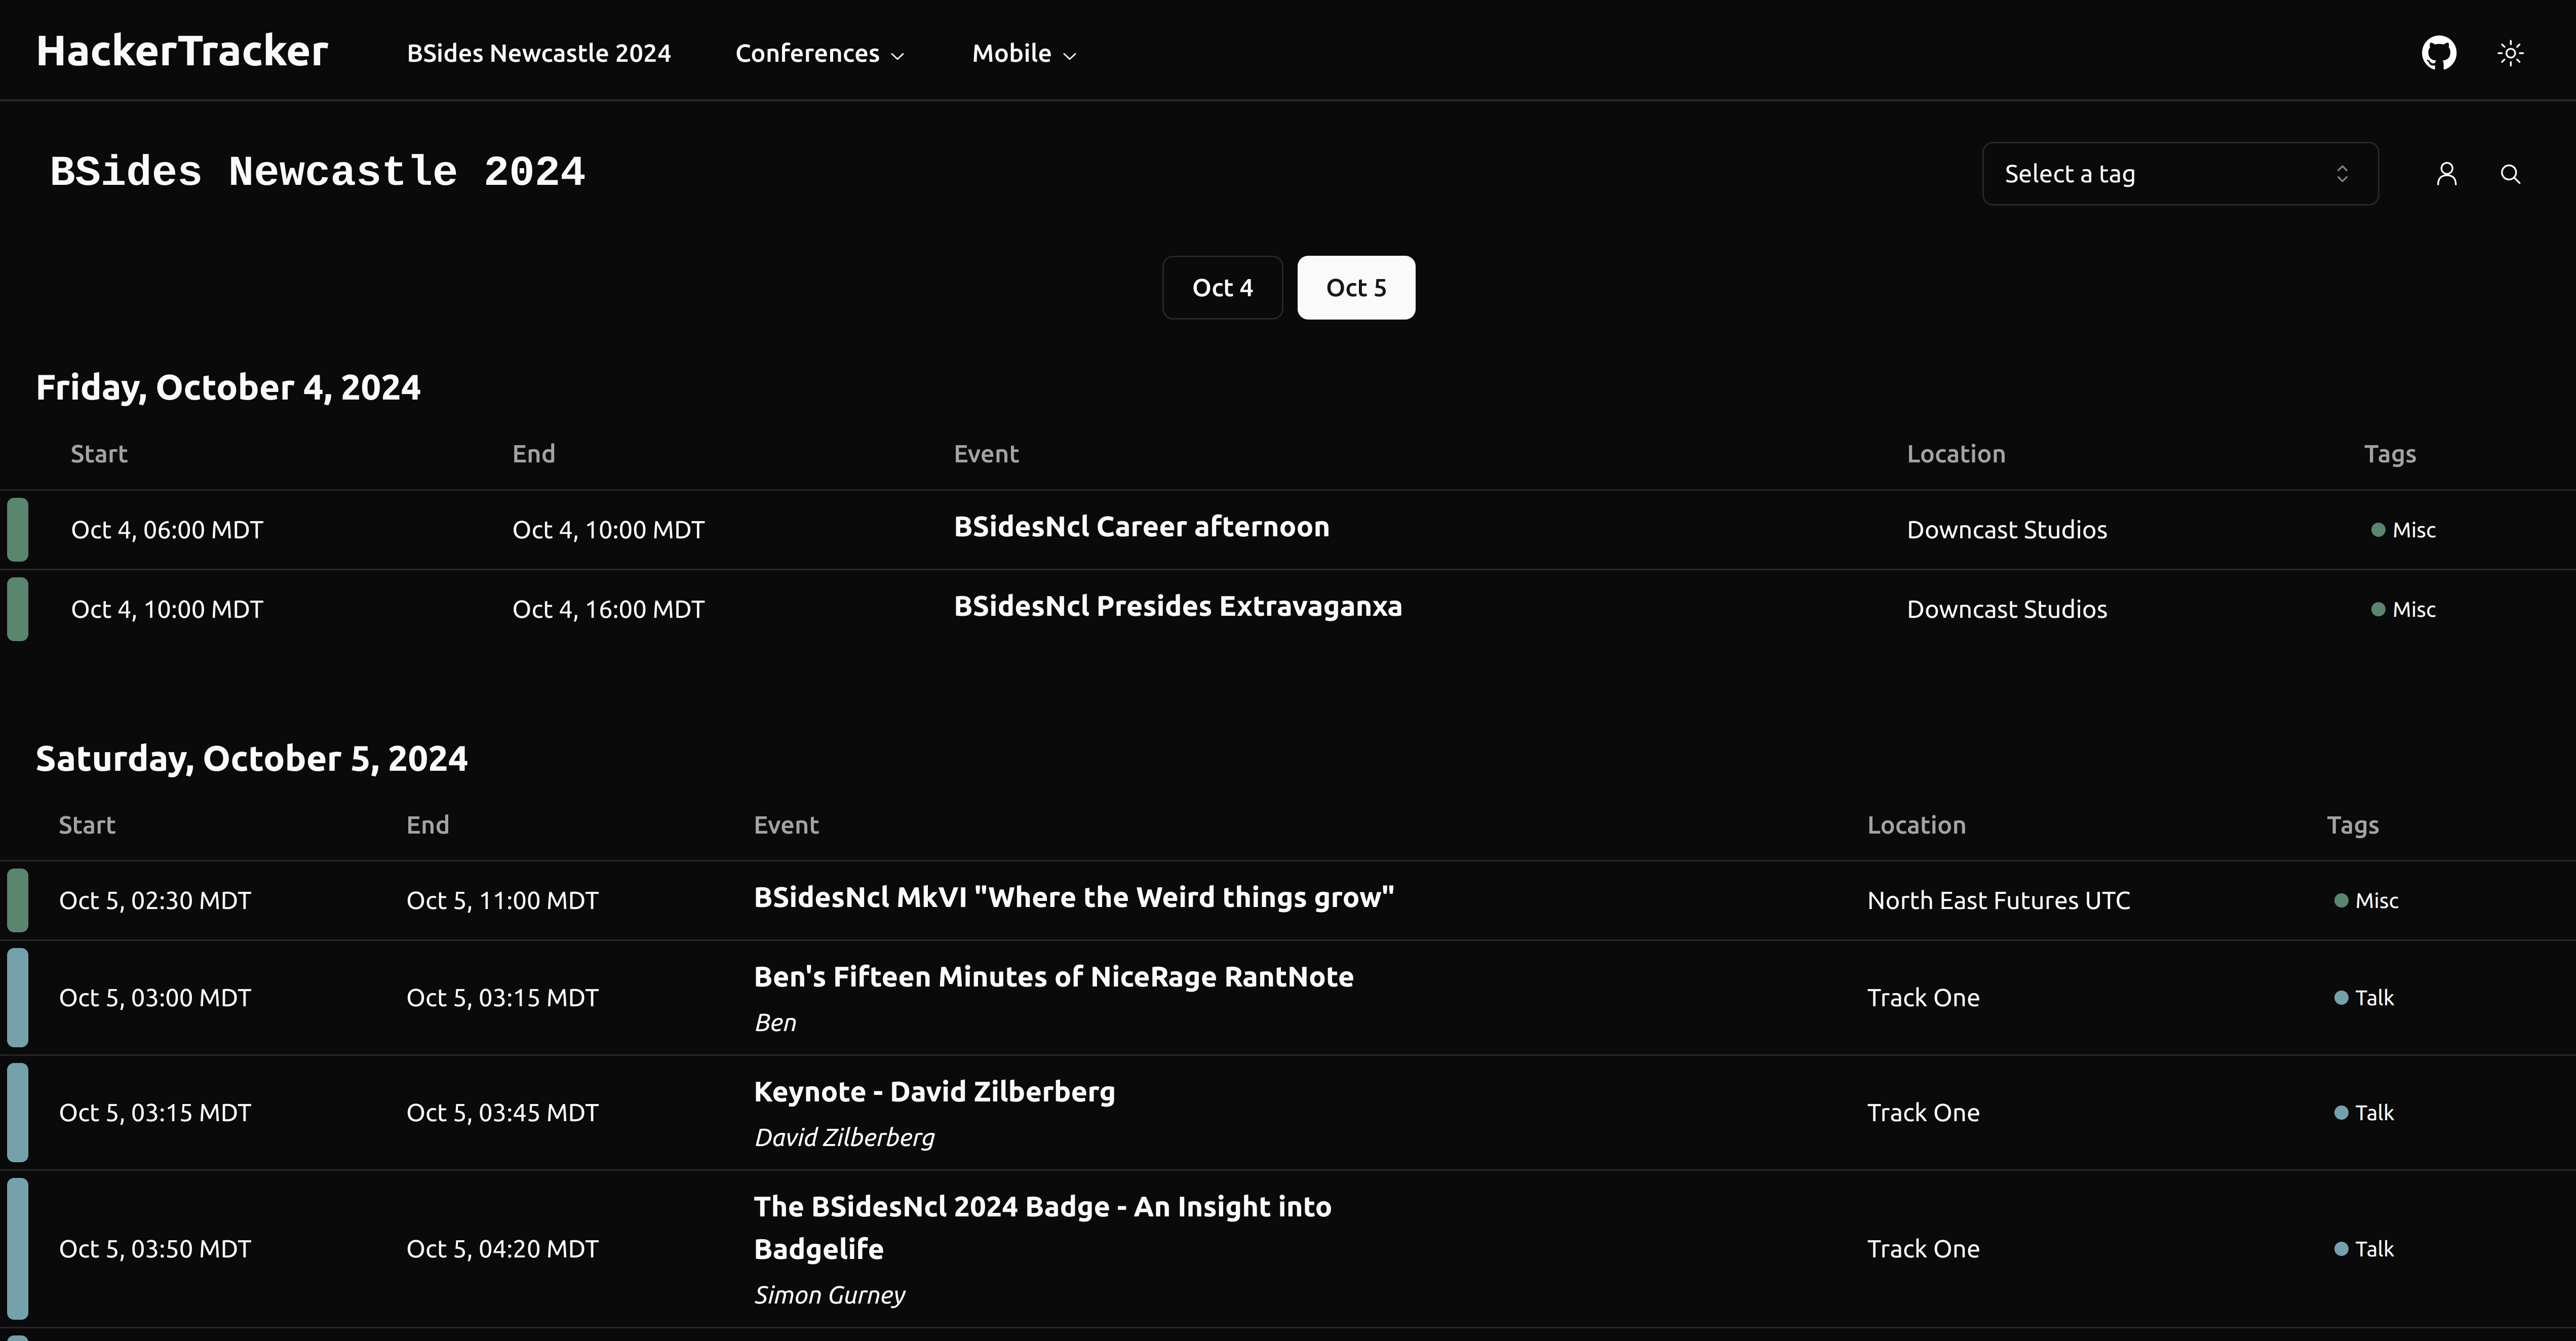 HackerTracker
BSides Newcastle 2024
Conferences
Mobile
BSides Newcastle 2024
Select a tag
Oct 4
Oct 5
Friday, October 4, 2024
Start End Event Location Tags
Oct 4, 06:00 MDT Oct 4, 10:00 MDT BSidesNcl Career afternoon Downcast Studios Misc
Oct 4, 10:00 MDT Oct 4, 16:00 MDT BSidesNcl Presides Extravaganxa Downcast Studios Misc
Saturday, October 5, 2024
Start End Event Location Tags
Oct 5, 02:30 MDT Oct 5, 11:00 MDT BSidesNcl MkVI "Where the Weird things grow" North East Futures UTC Misc
Oct 5, 03:00 MDT Oct 5, 03:15 MDT Ben's Fifteen Minutes of NiceRage RantNote Track One Talk
Ben
Oct 5, 03:15 MDT Oct 5, 03:45 MDT Keynote - David Zilberberg Track One Talk
David Zilberberg
Oct 5, 03:50 MDT Oct 5, 04:20 MDT The BSidesNcl 2024 Badge - An Insight into Track One Talk
Badgelife
Simon Gurney